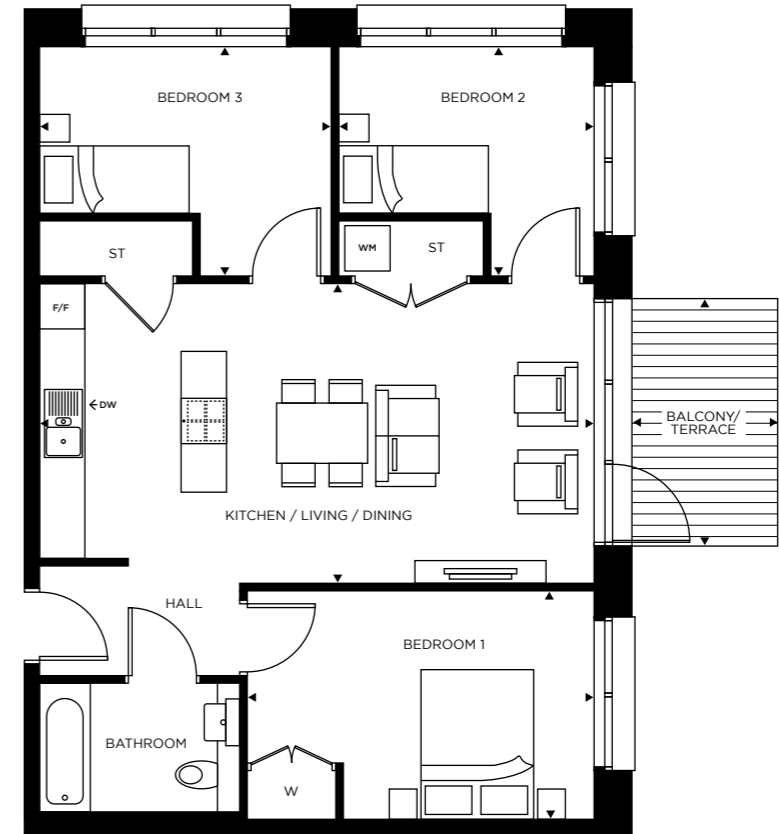 BEDROOM 3
BEDROOM 2
ST
WM
ST
F/F
DW
BALCONY/
TERRACE
KITCHEN / LIVING / DINING
HALL
BEDROOM 1
BATHROOM
W